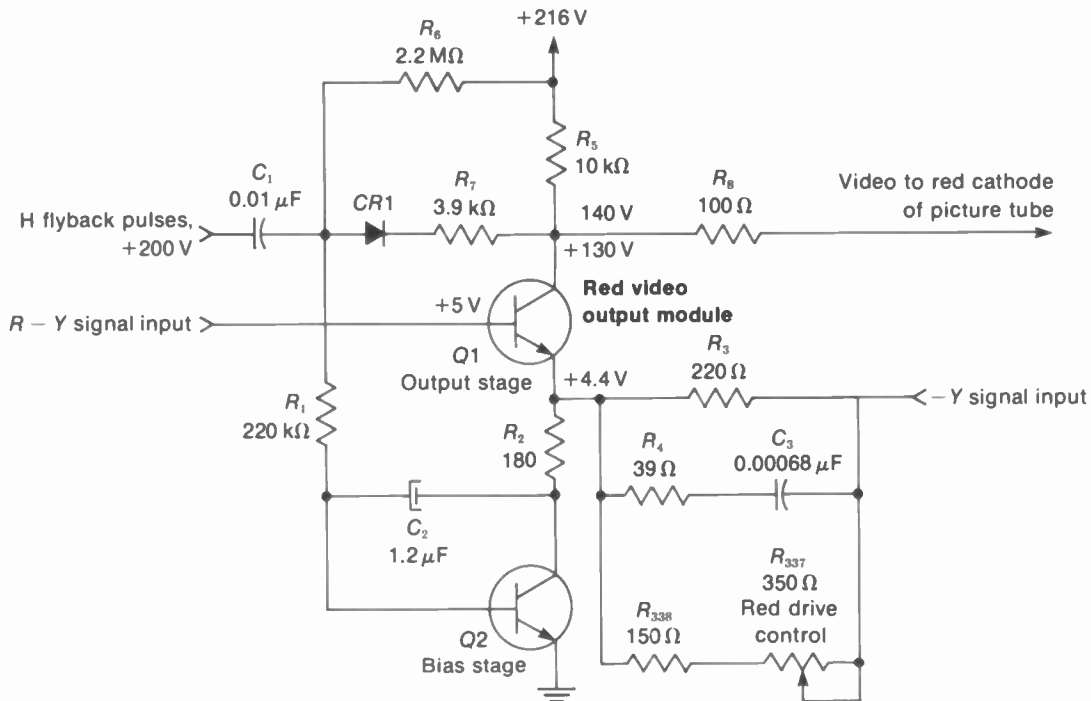 +216 V
R₆
2.2 MΩ
R₅
10 kΩ
C₁
0.01 μF
CR1
R₇
3.9 kΩ
140 V
+130V
R₈
100 Ω
Video to red cathode
of picture tube
H flyback pulses,
+200 V
+5 V
Red video
output module
R − Y signal input
Q1
Output stage
+4.4 V
R₃
220 Ω
−Y signal input
R₁
220 kΩ
R₂
180
R₄
39 Ω
C₃
0.00068 μF
C₂
1.2 μF
R₃₃₇
350 Ω
Red drive
control
R₃₃₈
150 Ω
Q2
Bias stage